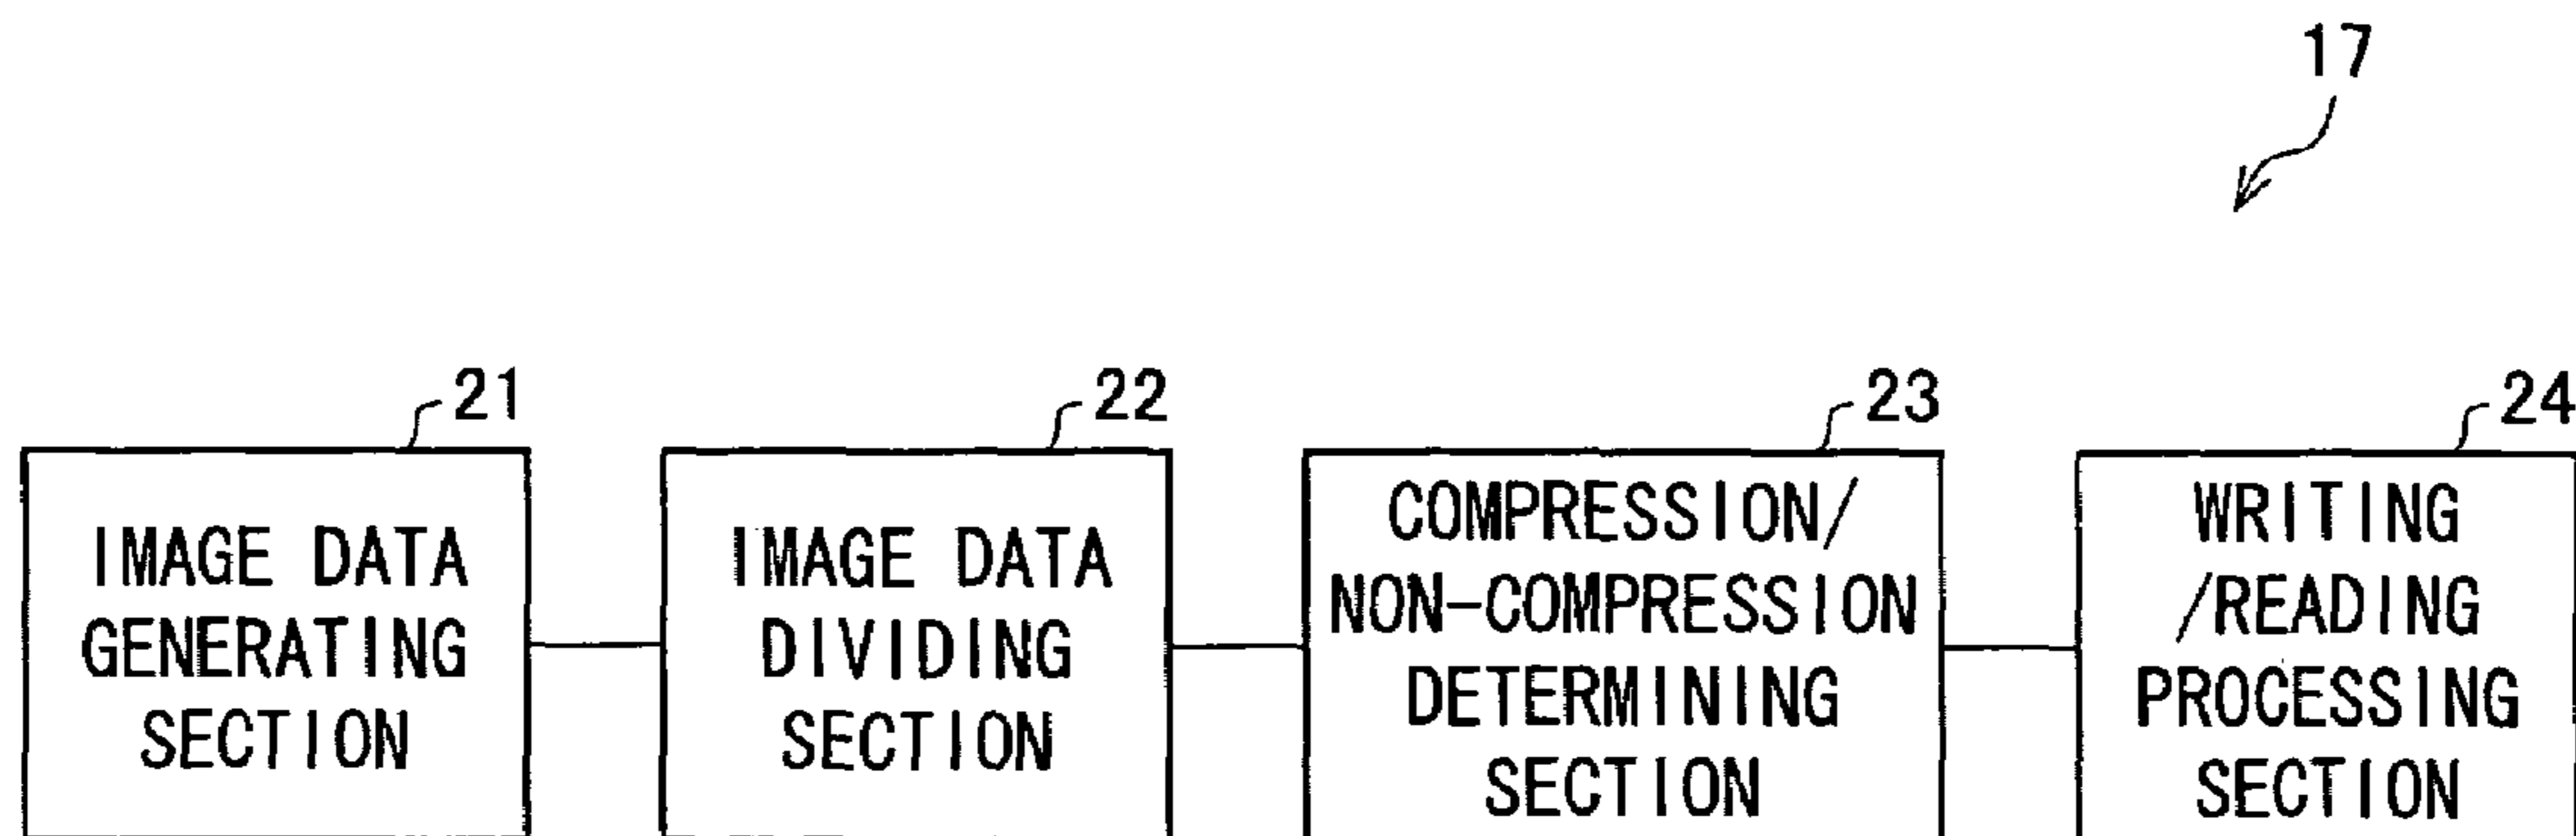 17
21
IMAGE DATA
GENERATING
SECTION
22
IMAGE DATA
DIVIDING
SECTION
23
COMPRESSION/
NON-COMPRESSION
DETERMINING
SECTION
24
WRITING
/READING
PROCESSING
SECTION